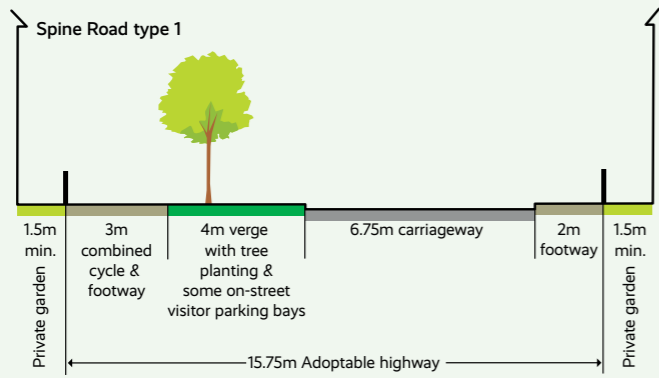 Spine Road type 1
1.5m
min.
Private garden
3m
combined
cycle &
footway
4m verge
with tree
planting &
some on-street
visitor parking bays
6.75m carriageway
2m
footway
1.5m
min.
Private garden
15.75m Adoptable highway